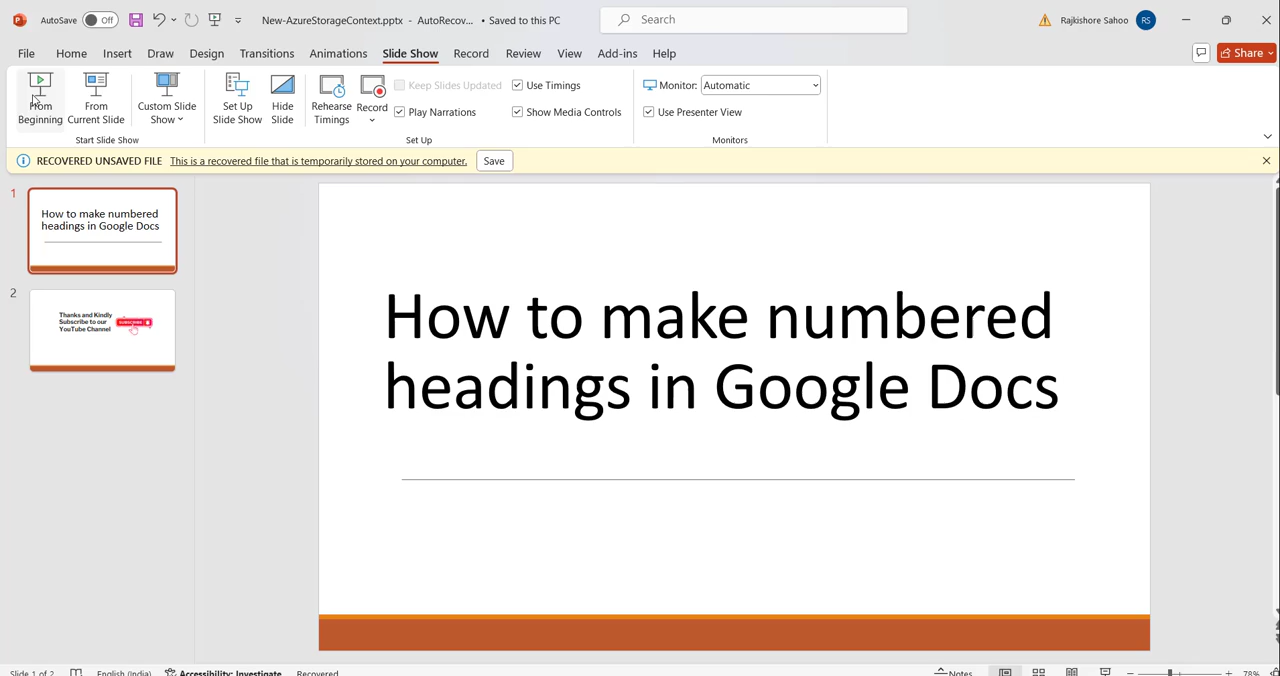 AutoSave Off New-AzureStorageContext.pptx - AutoRecov... • Saved to this PC Search Rajkishore Sahoo RS
File Home Insert Draw Design Transitions Animations Slide Show Record Review View Add-ins Help Share
From Beginning
From Current Slide
Custom Slide Show
Set Up Slide Show
Hide Slide
Rehearse Timings
Record
Keep Slides Updated
Play Narrations
Use Timings
Show Media Controls
Monitor: Automatic
Use Presenter View
Start Slide Show Set Up Monitors
RECOVERED UNSAVED FILE This is a recovered file that is temporarily stored on your computer. Save
1
How to make numbered
headings in Google Docs
2
Thanks and Kindly
Subscribe to our
YouTube Channel
SUBSCRIBE
How to make numbered
headings in Google Docs
Slide 1 of 2 English (India) Accessibility: Investigate Recovered Notes 78%